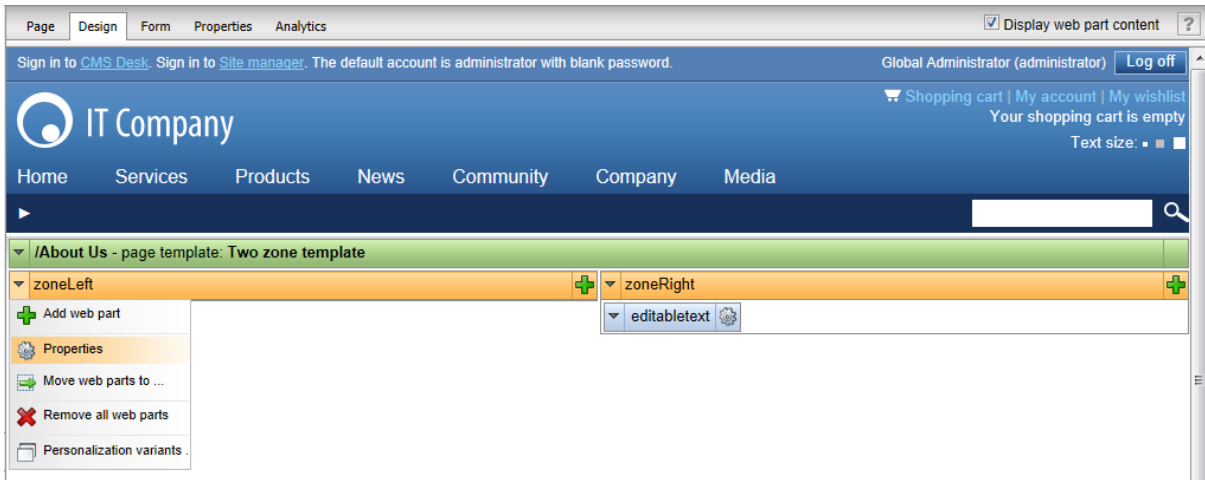 Page Design Form Properties Analytics Display web part content ?
Sign in to CMS Desk. Sign in to Site manager. The default account is administrator with blank password. Global Administrator (administrator) Log off
Shopping cart | My account | My wishlist
Your shopping cart is empty
IT Company
Text size:
Home Services Products News Community Company Media
/About Us - page template: Two zone template
zoneLeft zoneRight
Add web part editabletext
Properties
Move web parts to ...
Remove all web parts
Personalization variants .